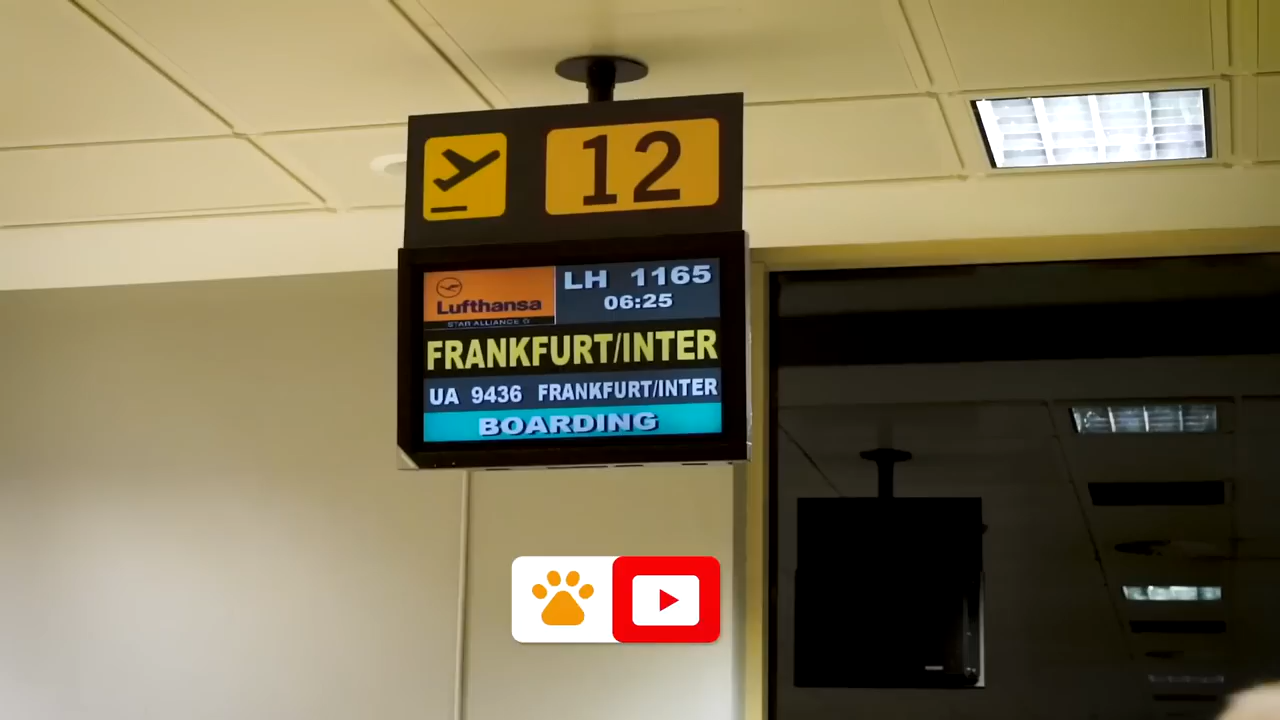 12
Lufthansa
STAR ALLIANCE
LH 1165
06:25
FRANKFURT/INTER
UA 9436 FRANKFURT/INTER
BOARDING